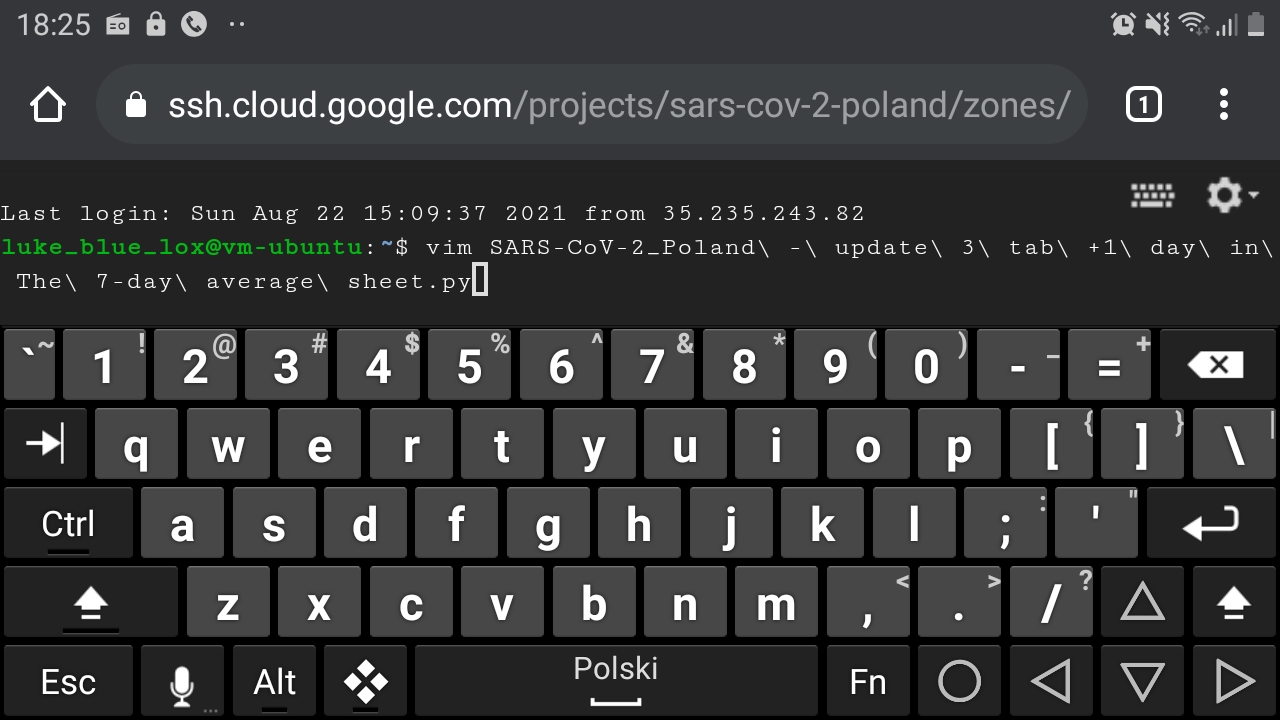 18:25
ssh.cloud.google.com/projects/sars-cov-2-poland/zones/
1
Last login: Sun Aug 22 15:09:37 2021 from 35.235.243.82
luke_blue_lox@vm-ubuntu:~$ vim SARS-CoV-2_Poland\ -\ update\ 3\ tab\ +1\ day\ in\
 The\ 7-day\ average\ sheet.py
` ~ 1 ! 2 @ 3 # 4 $ 5 % 6 ^ 7 & 8 * 9 ( 0 ) - _ = +
q w e r t y u i o p [ { ] } \ |
Ctrl a s d f g h j k l ; : ' "
z x c v b n m , < . > / ?
Esc ... Alt Polski Fn